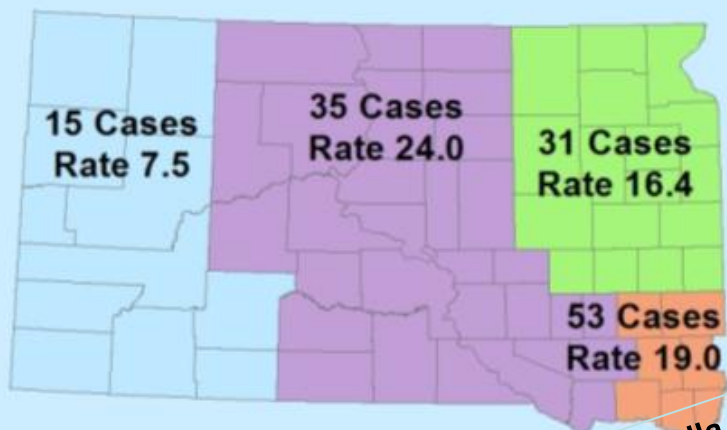 15 Cases
Rate 7.5
35 Cases
Rate 24.0
31 Cases
Rate 16.4
53 Cases
Rate 19.0